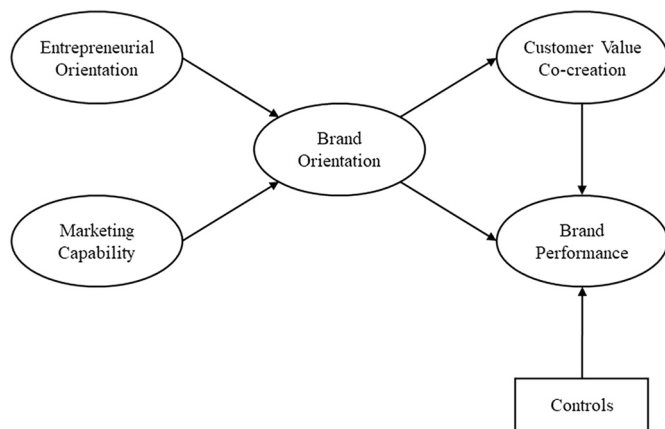 Entrepreneurial
Orientation
Customer Value
Co-creation
Brand
Orientation
Marketing
Capability
Brand
Performance
Controls